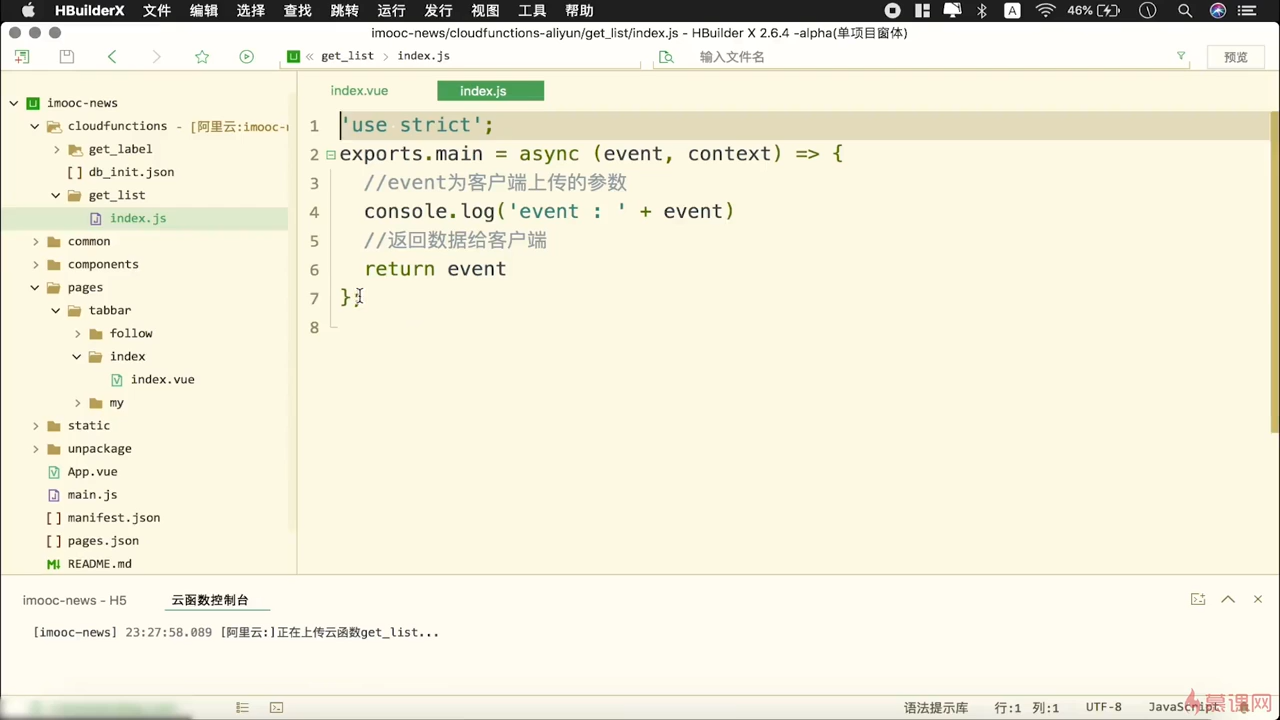 HBuilderX 文件 编辑 选择 查找 跳转 运行 发行 视图 工具 帮助 A 46%
imooc-news/cloudfunctions-aliyun/get_list/index.js - HBuilder X 2.6.4 -alpha(单项目窗体)
get_list index.js 输入文件名 预览
imooc-news
cloudfunctions - [阿里云:imooc-n
get_label
db_init.json
get_list
index.js
common
components
pages
tabbar
follow
index
index.vue
my
static
unpackage
App.vue
main.js
manifest.json
pages.json
README.md
index.vue index.js
1 'use strict';
2 exports.main = async (event, context) => {
3 //event为客户端上传的参数
4 console.log('event : ' + event)
5 //返回数据给客户端
6 return event
7 };
8
imooc-news - H5 云函数控制台
[imooc-news] 23:27:58.089 [阿里云:]正在上传云函数get_list...
语法提示库 行:1 列:1 UTF-8 JavaScript
慕课网